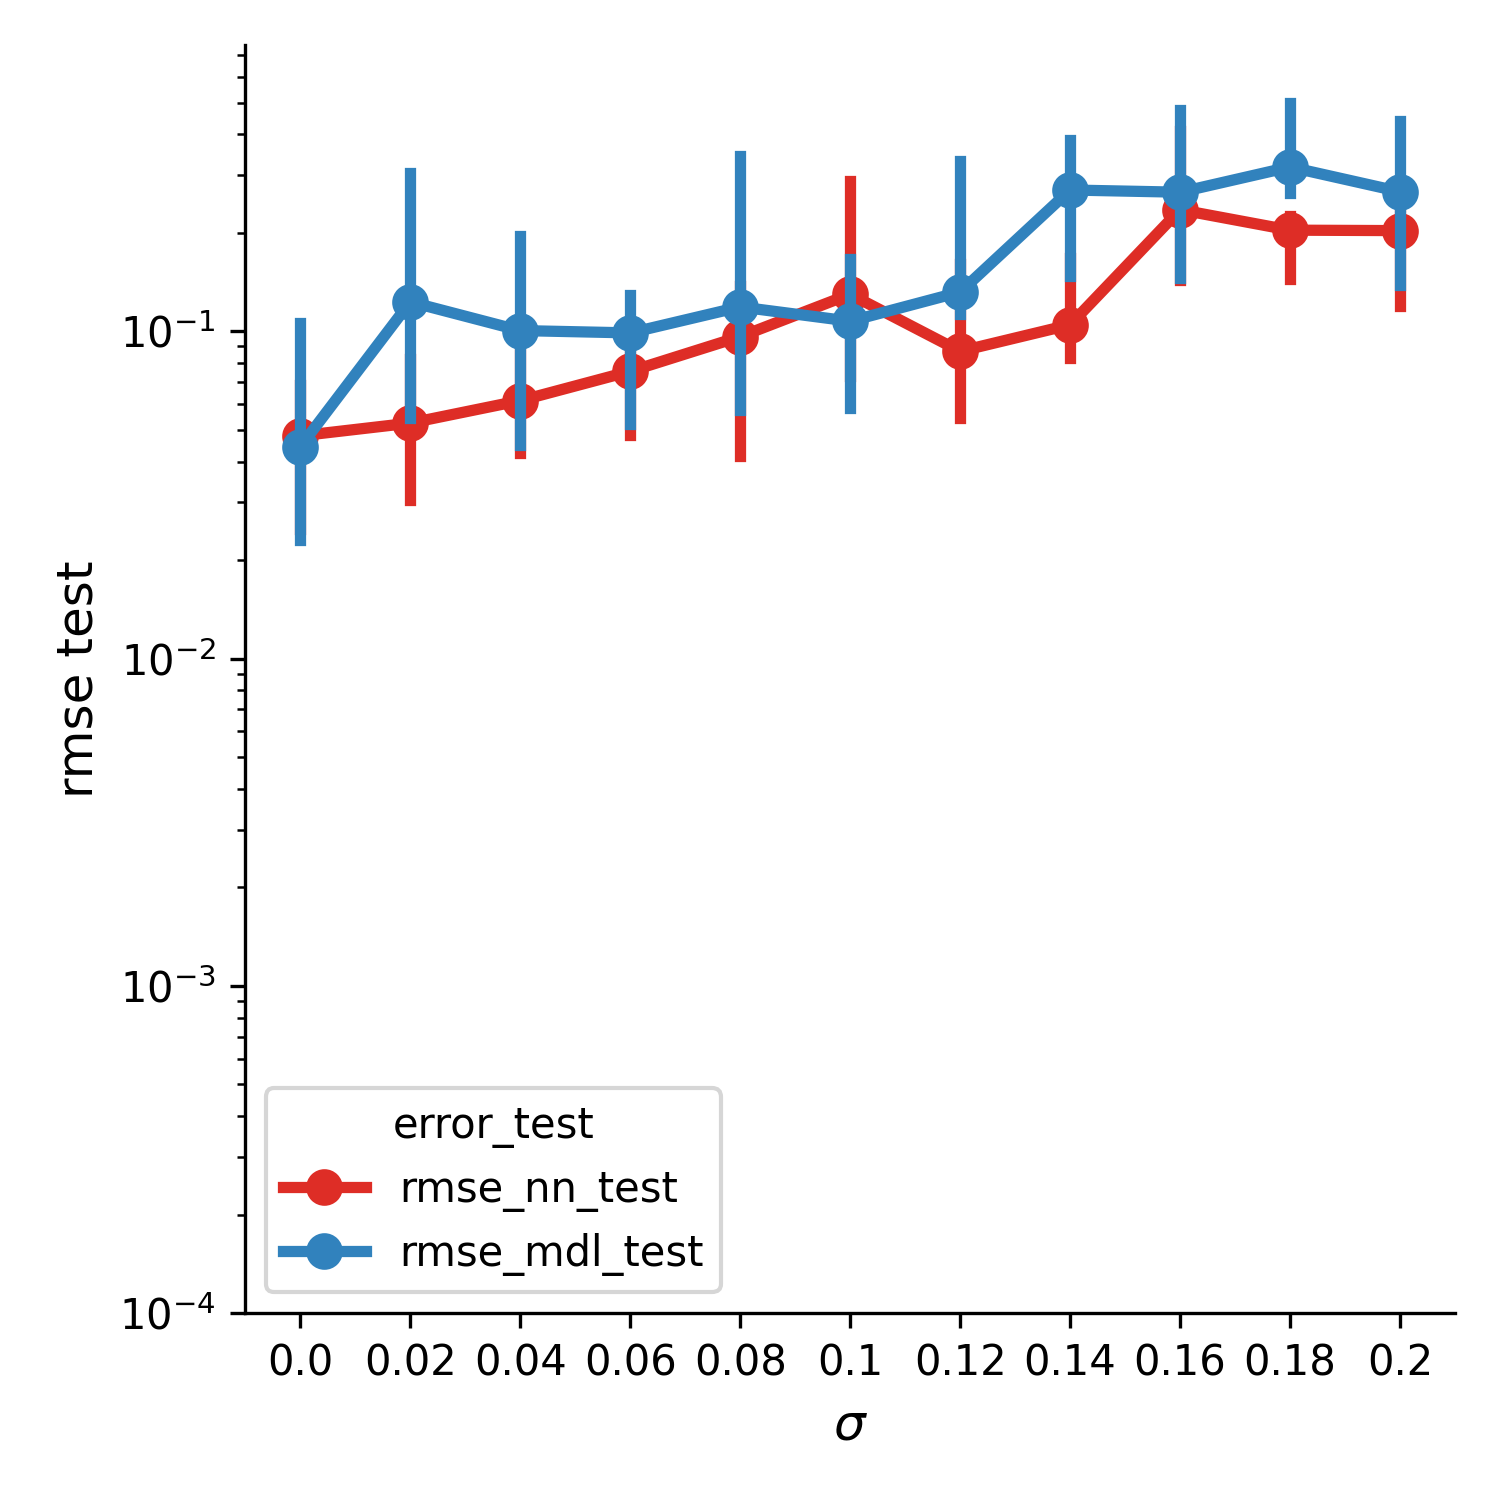 rmse test
10⁻¹
10⁻²
10⁻³
10⁻⁴
error_test
rmse_nn_test
rmse_mdl_test
0.0 0.02 0.04 0.06 0.08 0.1 0.12 0.14 0.16 0.18 0.2
σ